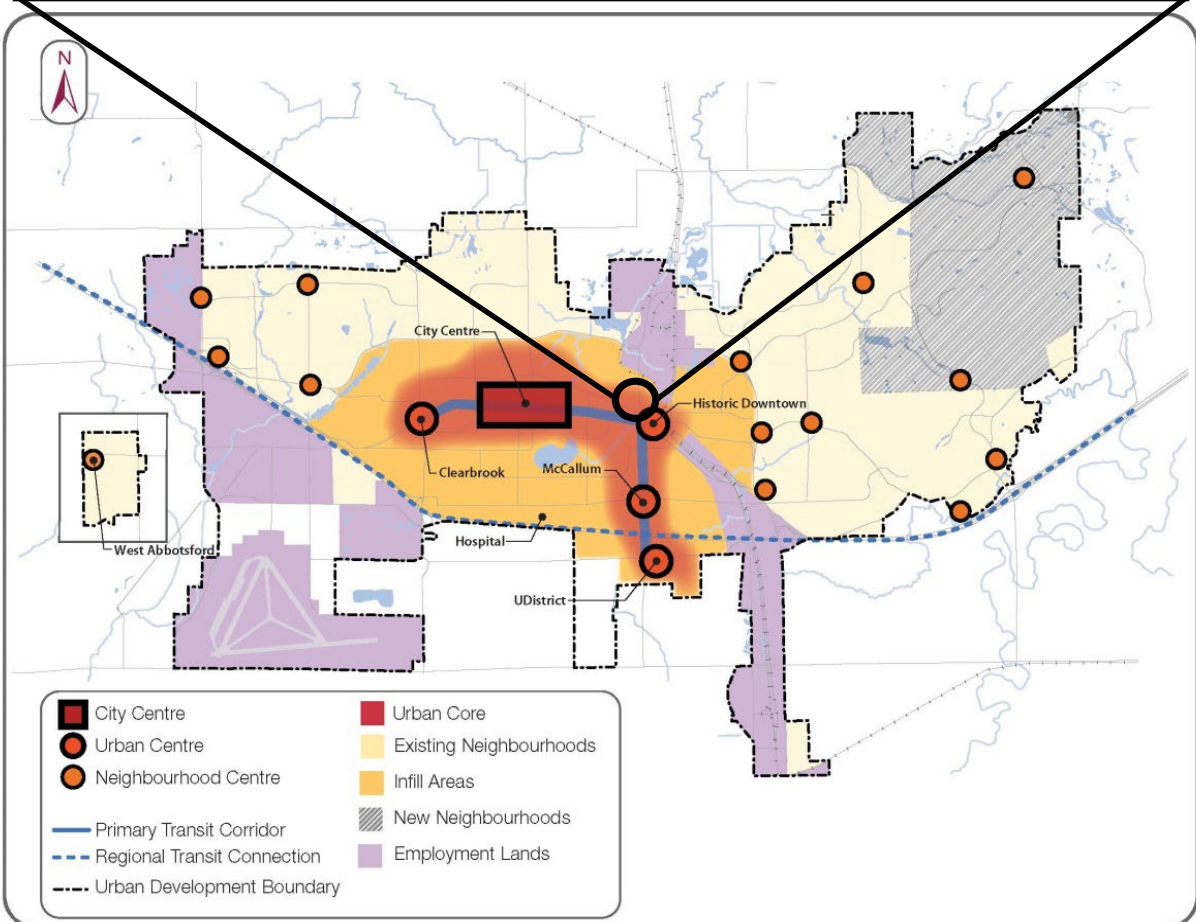 N
City Centre
Historic Downtown
Clearbrook
McCallum
Hospital
West Abbotsford
UDistrict
City Centre
Urban Centre
Neighbourhood Centre
Primary Transit Corridor
Regional Transit Connection
Urban Development Boundary
Urban Core
Existing Neighbourhoods
Infill Areas
New Neighbourhoods
Employment Lands